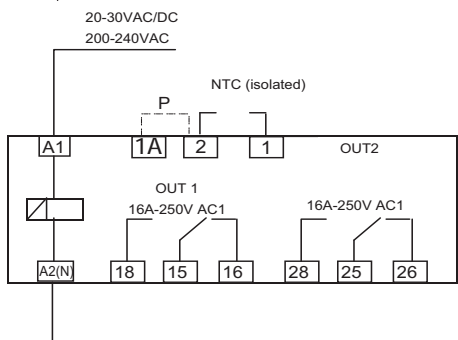 20-30VAC/DC
200-240VAC
NTC (isolated)
P
A1 1A 2 1 OUT2
OUT 1
16A-250V AC1 16A-250V AC1
A2(N) 18 15 16 28 25 26